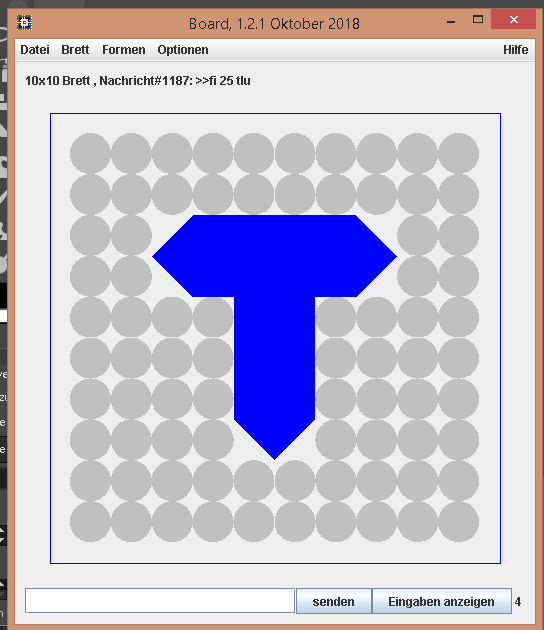 Board, 1.2.1 Oktober 2018
Datei Brett Formen Optionen Hilfe
10x10 Brett , Nachricht#1187: >>fi 25 tlu
senden Eingaben anzeigen 4